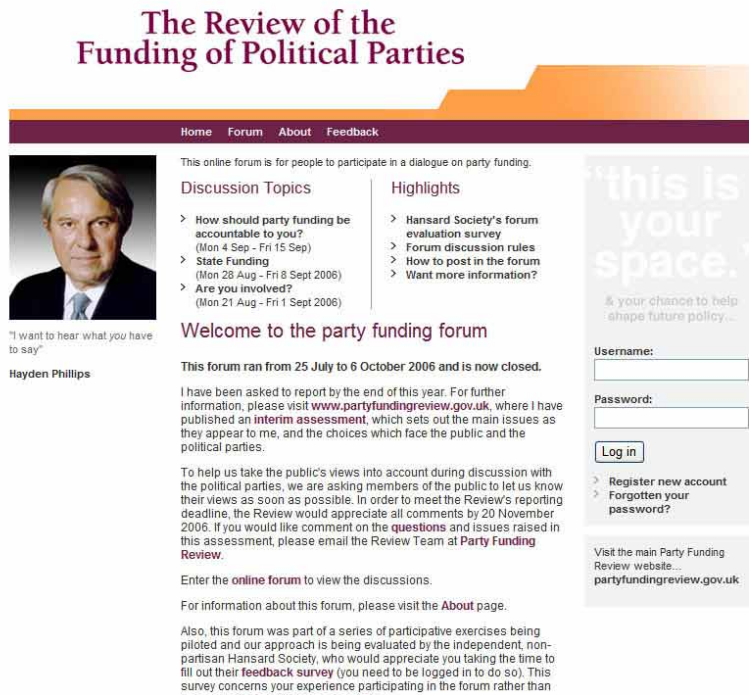 The Review of the
Funding of Political Parties
Home Forum About Feedback
"I want to hear what you have
to say"
Hayden Phillips
This online forum is for people to participate in a dialogue on party funding.
Discussion Topics
How should party funding be
accountable to you?
(Mon 4 Sep - Fri 15 Sep)
State Funding
(Mon 28 Aug - Fri 8 Sept 2006)
Are you involved?
(Mon 21 Aug - Fri 1 Sept 2006)
Highlights
Hansard Society's forum
evaluation survey
Forum discussion rules
How to post in the forum
Want more information?
Welcome to the party funding forum
This forum ran from 25 July to 6 October 2006 and is now closed.
I have been asked to report by the end of this year. For further
information, please visit www.partyfundingreview.gov.uk, where I have
published an interim assessment, which sets out the main issues as
they appear to me, and the choices which face the public and the
political parties.
To help us take the public's views into account during discussion with
the political parties, we are asking members of the public to let us know
their views as soon as possible. In order to meet the Review's reporting
deadline, the Review would appreciate all comments by 20 November
2006. If you would like comment on the questions and issues raised in
this assessment, please email the Review Team at Party Funding
Review.
Enter the online forum to view the discussions.
For information about this forum, please visit the About page.
Also, this forum was part of a series of participative exercises being
piloted and our approach is being evaluated by the independent, non-
partisan Hansard Society, who would appreciate you taking the time to
fill out their feedback survey (you need to be logged in to do so). This
survey concerns your experience participating in the forum rather than
"this is
your
space."
& your chance to help
shape future policy...
Username:
Password:
Log in
Register new account
Forgotten your
password?
Visit the main Party Funding
Review website...
partyfundingreview.gov.uk